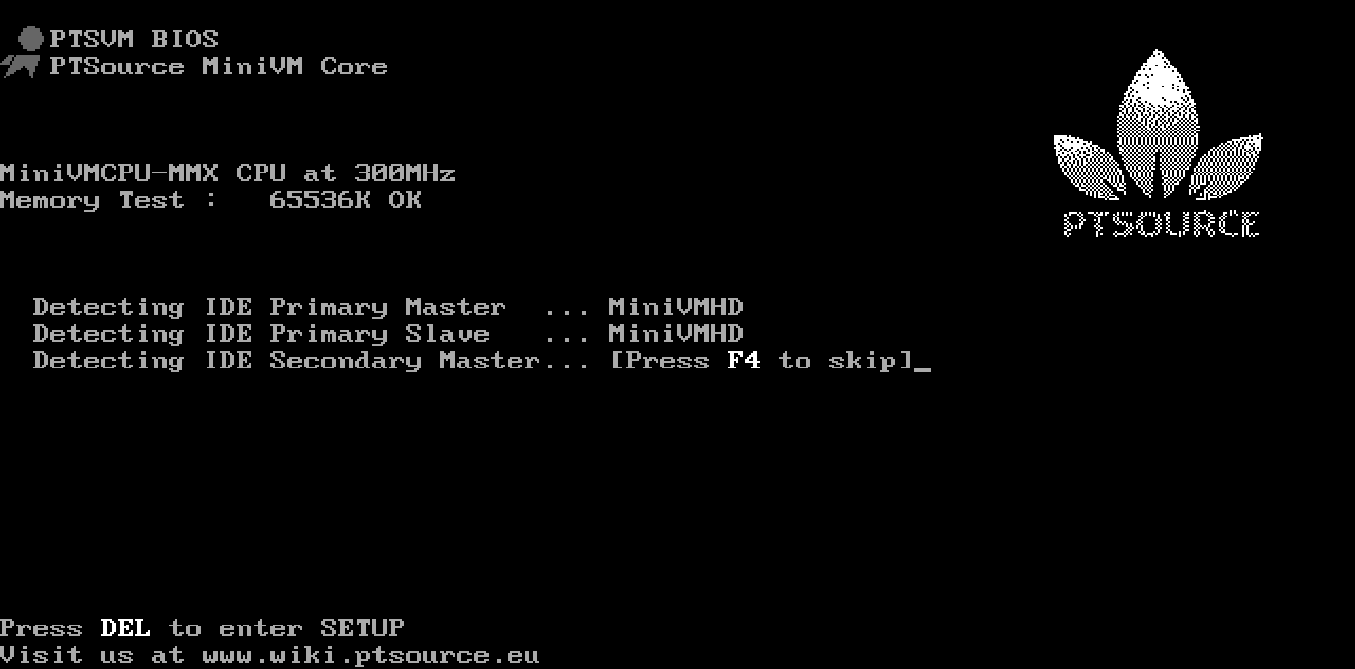 PTSVM BIOS
PTSource MiniVM Core
PTSOURCE
MiniVMCPU-MMX CPU at 300MHz
Memory Test :   65536K OK
Detecting IDE Primary Master  ... MiniVMHD
Detecting IDE Primary Slave   ... MiniVMHD
Detecting IDE Secondary Master... [Press F4 to skip]_
Press DEL to enter SETUP
Visit us at www.wiki.ptsource.eu